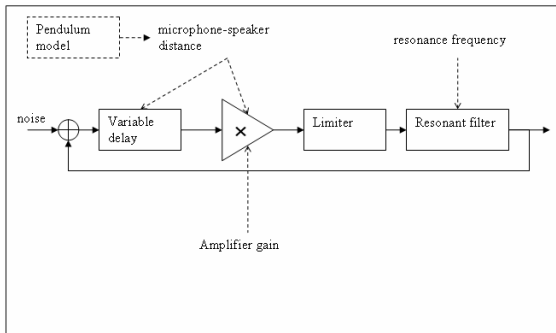 Pendulum
model
microphone-speaker
distance
resonance frequency
noise
Variable
delay
Limiter
Resonant filter
Amplifier gain